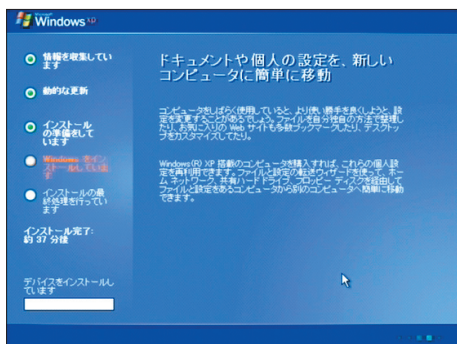 Microsoft
Windows xp
情報を収集してい
ます
動的な更新
インストール
の準備をして
います
Windows をイン
ストールしていま
す
インストールの最
終処理を行ってい
ます
インストール完了:
約 37 分後
デバイスをインストールし
ています
ドキュメントや個人の設定を、新しい
コンピュータに簡単に移動
コンピュータをしばらく使用していると、より使い勝手を良くしようと、設
定を変更することがあるでしょう。ファイルを自分独自の方法で整理し
たり、お気に入りの Web サイトも多数ブックマークしたり、デスクトッ
プをカスタマイズしてたり。
Windows(R) XP 搭載のコンピュータを購入すれば、これらの個人設
定を再利用できます。ファイルと設定の転送ウィザードを使って、ホー
ム ネットワーク、共有ハード ドライブ、フロッピー ディスクを経由して
ファイルと設定をあるコンピュータから別のコンピュータへ簡単に移動
できます。